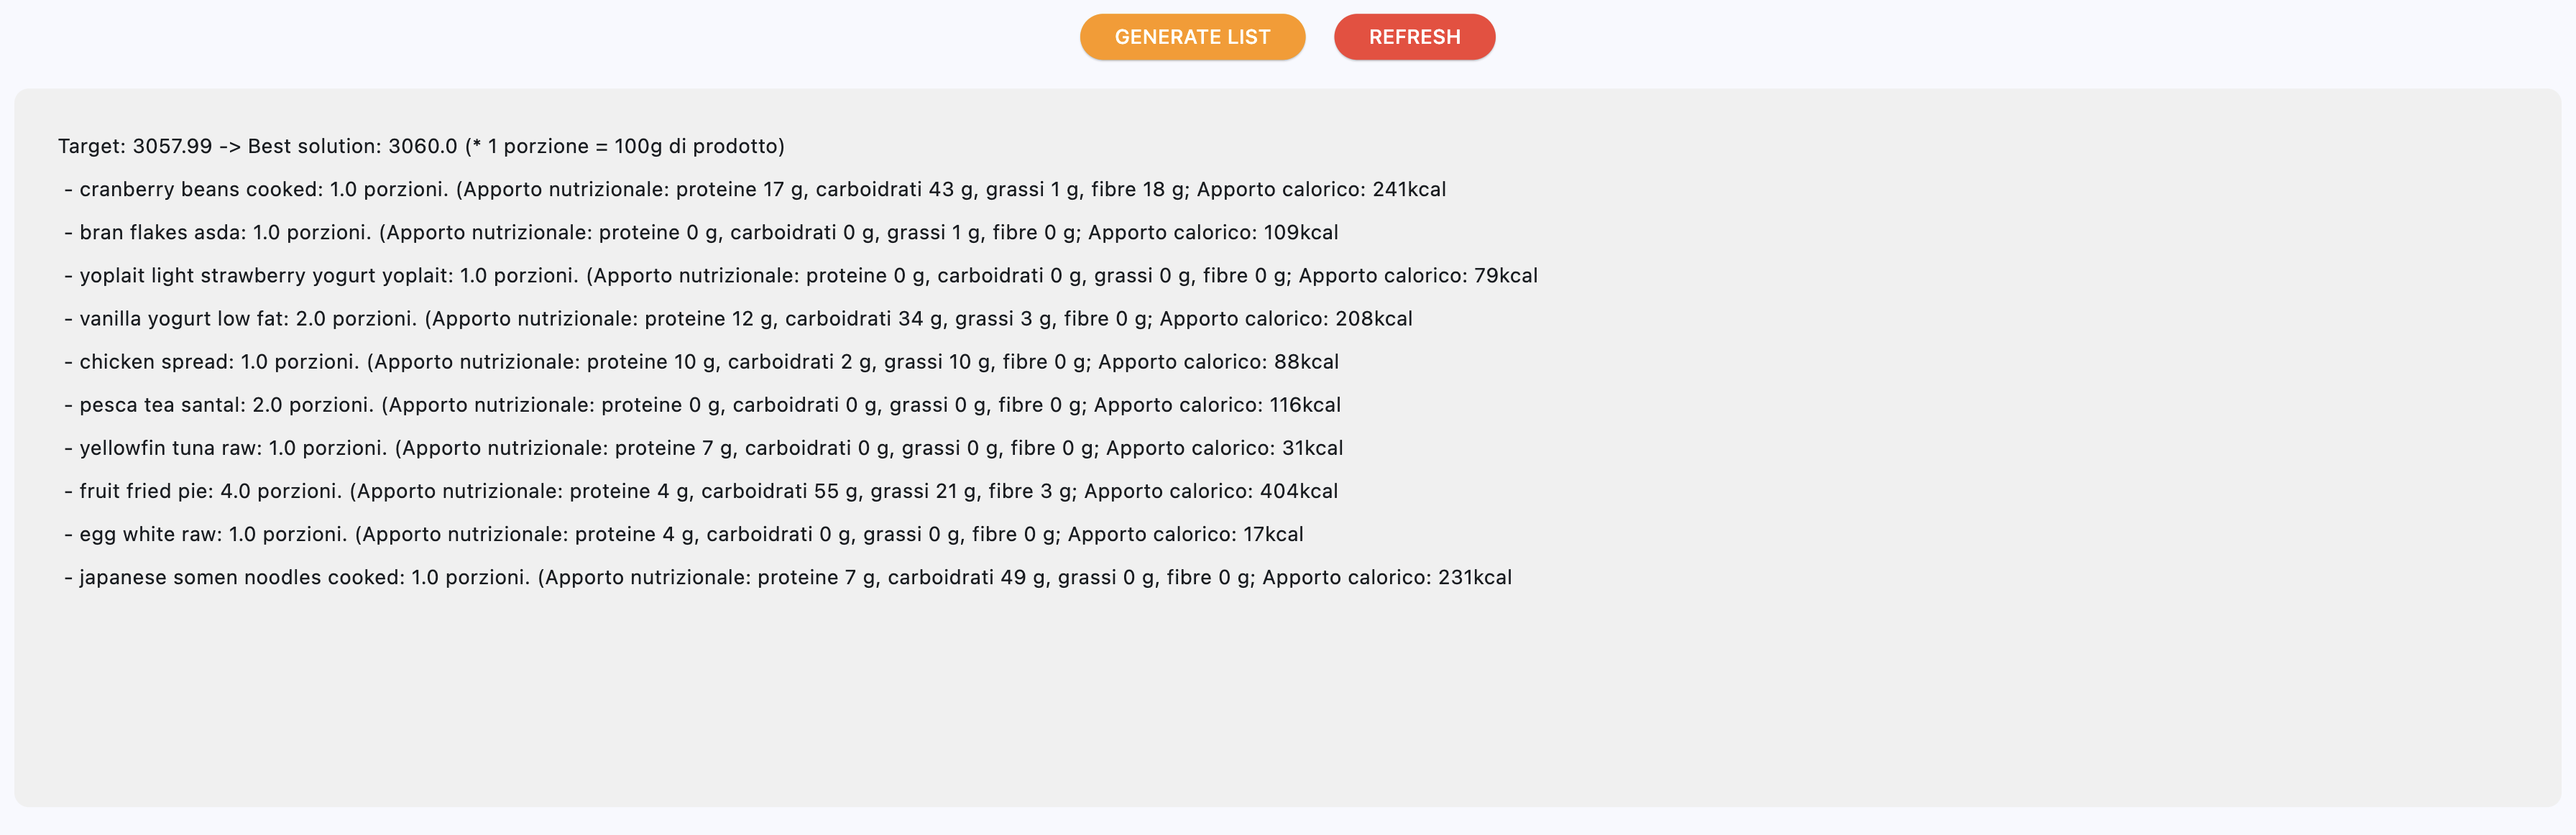 GENERATE LIST REFRESH
Target: 3057.99 -> Best solution: 3060.0 (* 1 porzione = 100g di prodotto)
- cranberry beans cooked: 1.0 porzioni. (Apporto nutrizionale: proteine 17 g, carboidrati 43 g, grassi 1 g, fibre 18 g; Apporto calorico: 241kcal
- bran flakes asda: 1.0 porzioni. (Apporto nutrizionale: proteine 0 g, carboidrati 0 g, grassi 1 g, fibre 0 g; Apporto calorico: 109kcal
- yoplait light strawberry yogurt yoplait: 1.0 porzioni. (Apporto nutrizionale: proteine 0 g, carboidrati 0 g, grassi 0 g, fibre 0 g; Apporto calorico: 79kcal
- vanilla yogurt low fat: 2.0 porzioni. (Apporto nutrizionale: proteine 12 g, carboidrati 34 g, grassi 3 g, fibre 0 g; Apporto calorico: 208kcal
- chicken spread: 1.0 porzioni. (Apporto nutrizionale: proteine 10 g, carboidrati 2 g, grassi 10 g, fibre 0 g; Apporto calorico: 88kcal
- pesca tea santal: 2.0 porzioni. (Apporto nutrizionale: proteine 0 g, carboidrati 0 g, grassi 0 g, fibre 0 g; Apporto calorico: 116kcal
- yellowfin tuna raw: 1.0 porzioni. (Apporto nutrizionale: proteine 7 g, carboidrati 0 g, grassi 0 g, fibre 0 g; Apporto calorico: 31kcal
- fruit fried pie: 4.0 porzioni. (Apporto nutrizionale: proteine 4 g, carboidrati 55 g, grassi 21 g, fibre 3 g; Apporto calorico: 404kcal
- egg white raw: 1.0 porzioni. (Apporto nutrizionale: proteine 4 g, carboidrati 0 g, grassi 0 g, fibre 0 g; Apporto calorico: 17kcal
- japanese somen noodles cooked: 1.0 porzioni. (Apporto nutrizionale: proteine 7 g, carboidrati 49 g, grassi 0 g, fibre 0 g; Apporto calorico: 231kcal